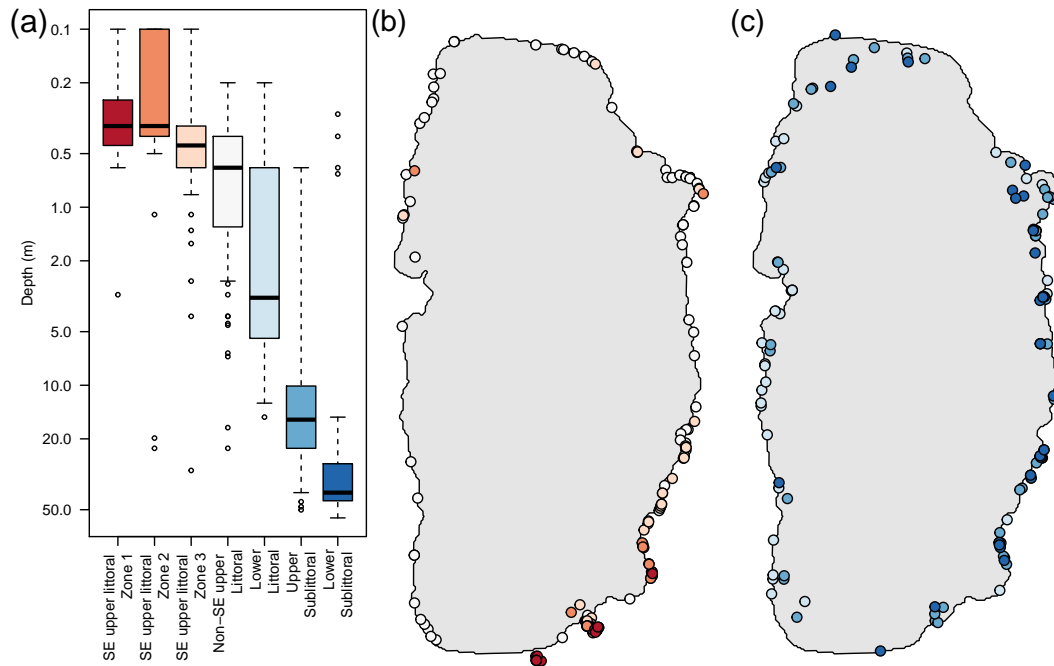 (a)
(b)
(c)
Depth (m)
0.1
0.2
0.5
1.0
2.0
5.0
10.0
20.0
50.0
SE upper littoral
Zone 1
SE upper littoral
Zone 2
SE upper littoral
Zone 3
Non−SE upper
Littoral
Lower
Littoral
Upper
Sublittoral
Lower
Sublittoral